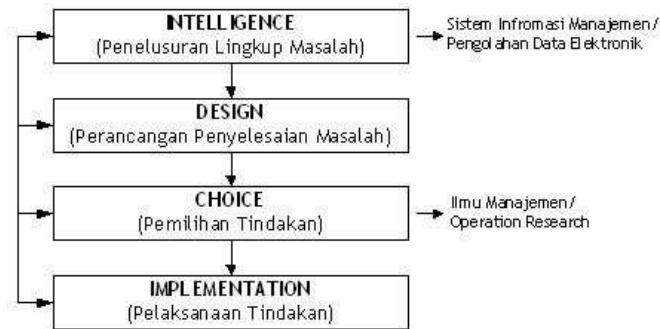 INTELLIGENCE
(Penelusuran Lingkup Masalah)
Sistem Infromasi Manajemen/
Pengolahan Data Elektronik
DESIGN
(Perancangan Penyelesaian Masalah)
CHOICE
(Pemilihan Tindakan)
Ilmu Manajemen/
Operation Research
IMPLEMENTATION
(Pelaksanaan Tindakan)